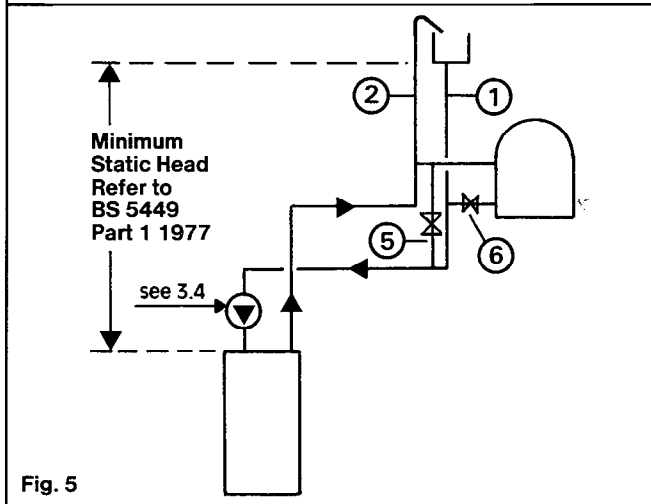 2
1
Minimum
Static Head
Refer to
BS 5449
Part 1 1977
5
6
see 3.4
Fig. 5